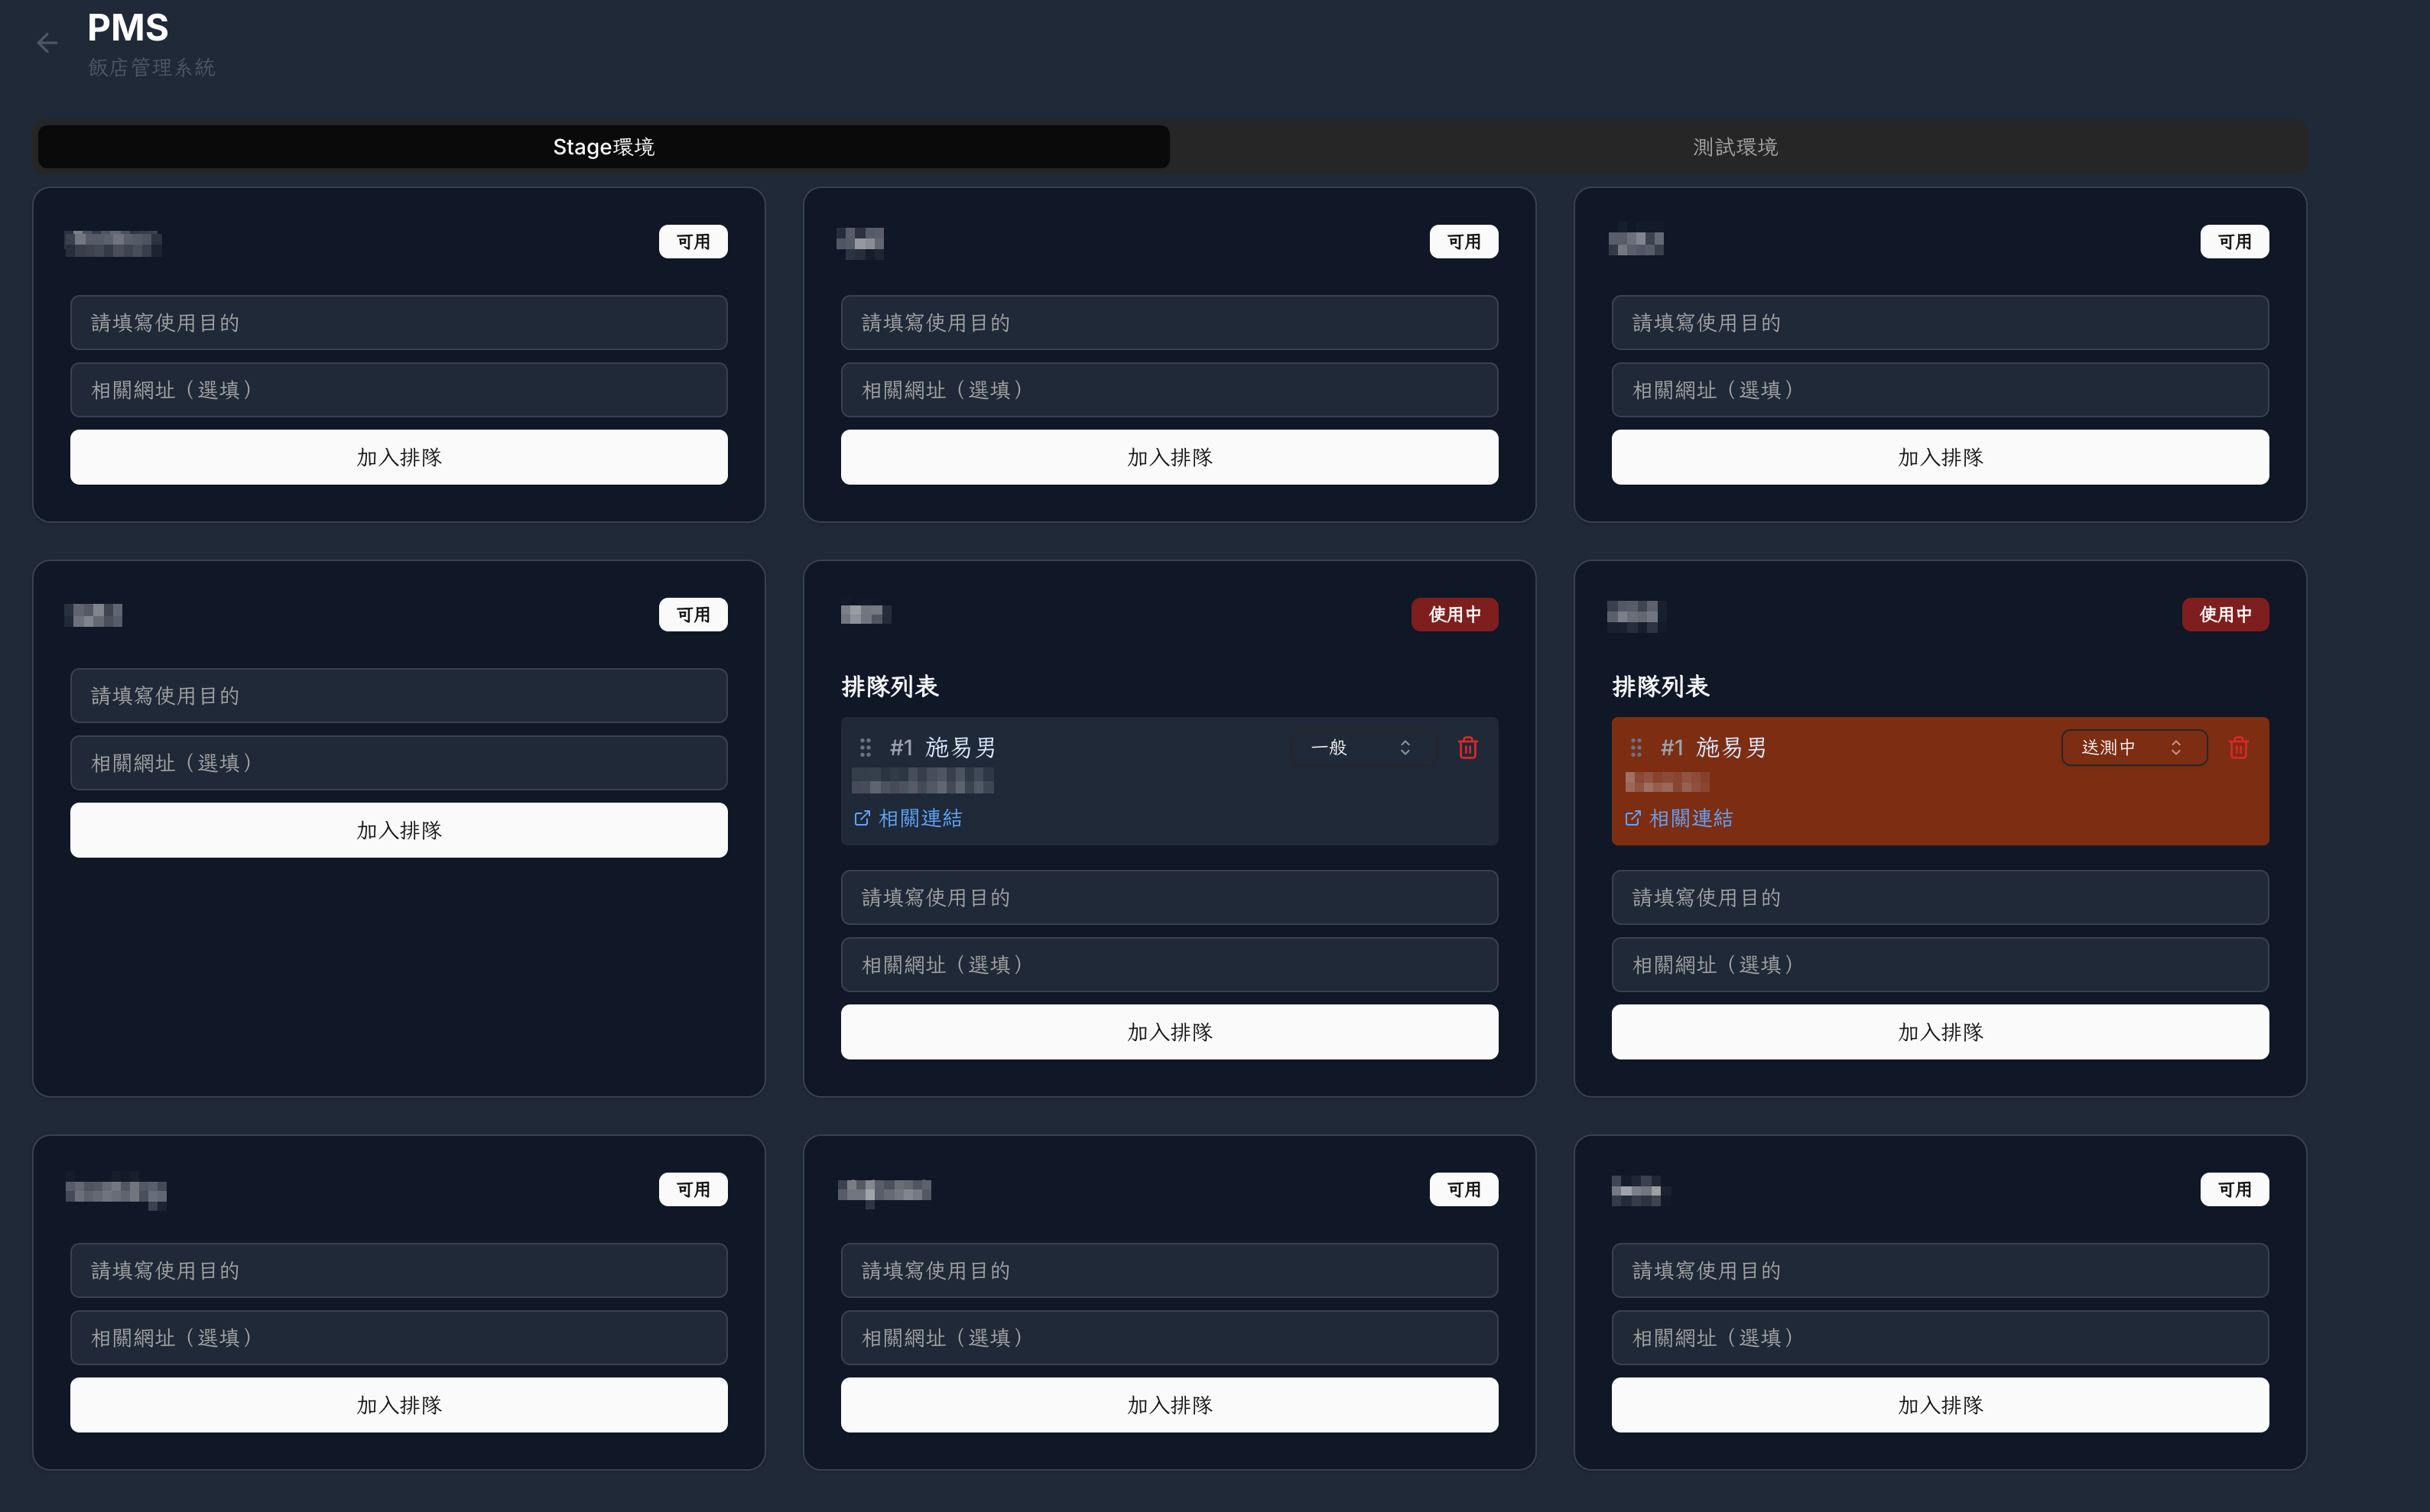 PMS
飯店管理系統
Stage環境
測試環境
可用
請填寫使用目的
相關網址（選填）
加入排隊
可用
請填寫使用目的
相關網址（選填）
加入排隊
可用
請填寫使用目的
相關網址（選填）
加入排隊
可用
請填寫使用目的
相關網址（選填）
加入排隊
使用中
排隊列表
#1 施易男 一般
相關連結
請填寫使用目的
相關網址（選填）
加入排隊
使用中
排隊列表
#1 施易男 送測中
相關連結
請填寫使用目的
相關網址（選填）
加入排隊
可用
請填寫使用目的
相關網址（選填）
加入排隊
可用
請填寫使用目的
相關網址（選填）
加入排隊
可用
請填寫使用目的
相關網址（選填）
加入排隊